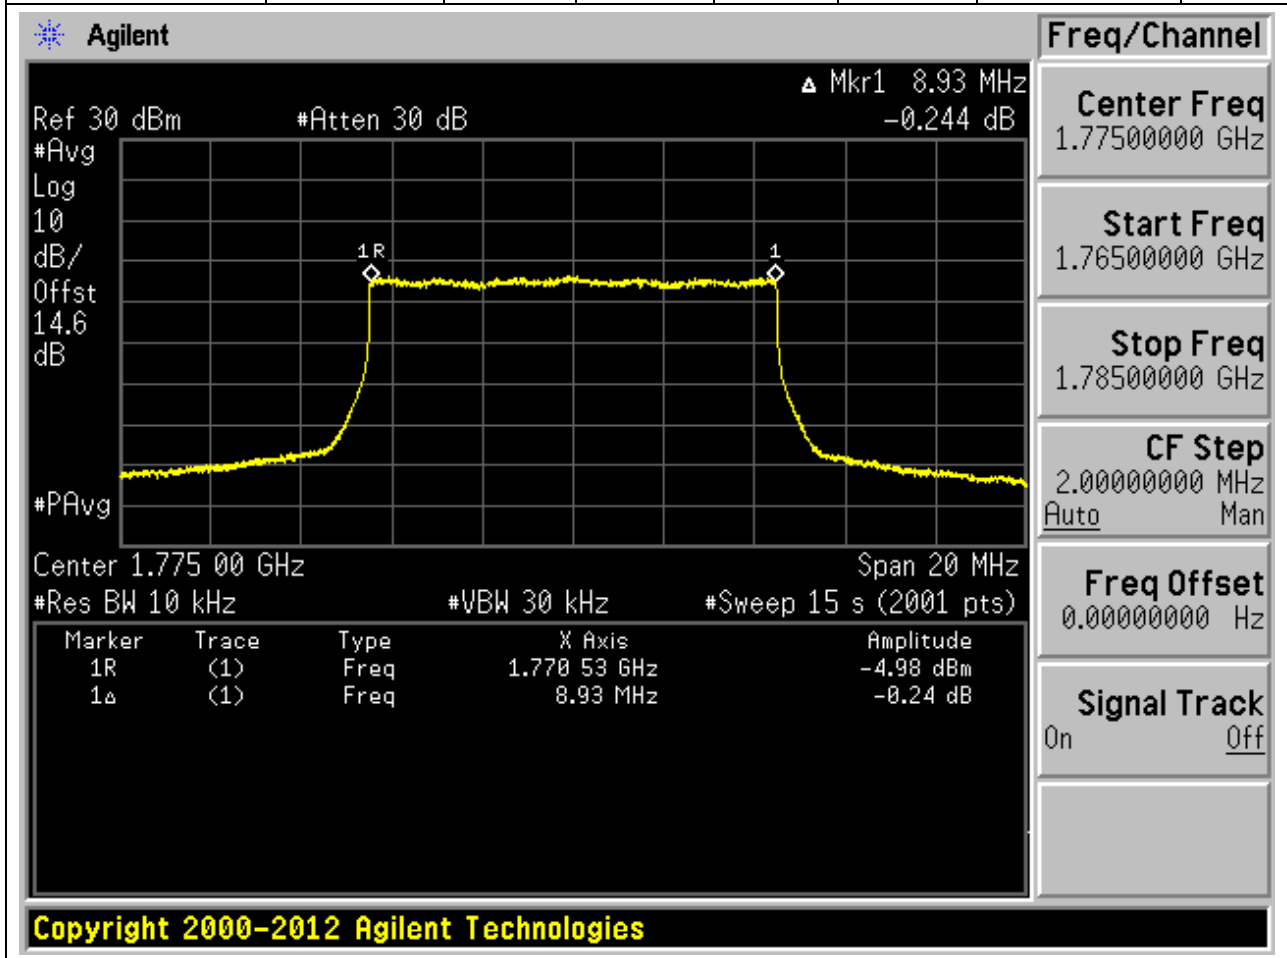 Agilent
Freq/Channel
▵ Mkr1 8.93 MHz
Ref 30 dBm #Atten 30 dB −0.244 dB
#Avg
Log
10
dB/
Offst
14.6
dB
1R
1
#PAvg
Center 1.775 00 GHz Span 20 MHz
#Res BW 10 kHz #VBW 30 kHz #Sweep 15 s (2001 pts)
Marker Trace Type X Axis Amplitude
1R (1) Freq 1.770 53 GHz −4.98 dBm
1▵ (1) Freq 8.93 MHz −0.24 dB
Center Freq
1.77500000 GHz
Start Freq
1.76500000 GHz
Stop Freq
1.78500000 GHz
CF Step
2.00000000 MHz
Auto Man
Freq Offset
0.00000000 Hz
Signal Track
On Off
Copyright 2000–2012 Agilent Technologies